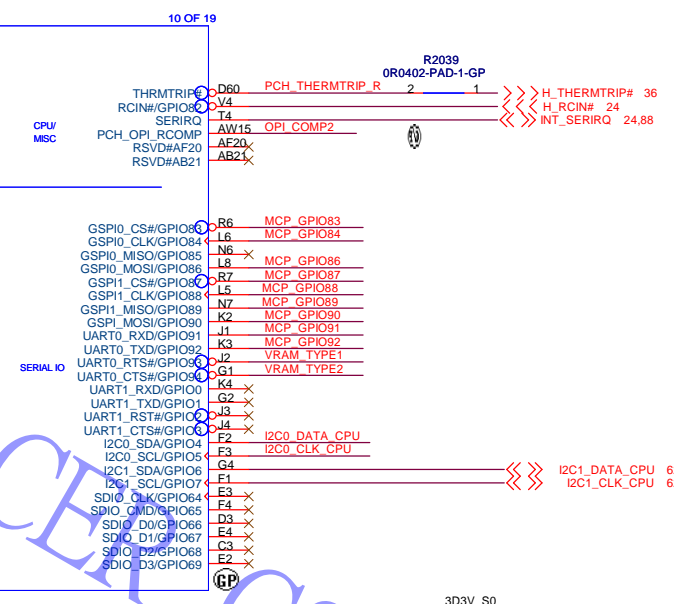 10 OF 19
R2039
0R0402-PAD-1-GP
THRMTRIP# D60 PCH_THERMTRIP_R 2 1 H_THERMTRIP# 36
RCIN#/GPIO82 V4 H_RCIN# 24
SERIRQ T4 INT_SERIRQ 24,88
CPU/
MISC
PCH_OPI_RCOMP AW15 OPI_COMP2
RSVD#AF20 AF20
RSVD#AB21 AB21
GSPI0_CS#/GPIO83 R6 MCP_GPIO83
GSPI0_CLK/GPIO84 L6 MCP_GPIO84
GSPI0_MISO/GPIO85 N6
GSPI0_MOSI/GPIO86 L8 MCP_GPIO86
GSPI1_CS#/GPIO87 R7 MCP_GPIO87
GSPI1_CLK/GPIO88 L5 MCP_GPIO88
GSPI1_MISO/GPIO89 N7 MCP_GPIO89
GSPI_MOSI/GPIO90 K2 MCP_GPIO90
UART0_RXD/GPIO91 J1 MCP_GPIO91
UART0_TXD/GPIO92 K3 MCP_GPIO92
UART0_RTS#/GPIO93 J2 VRAM_TYPE1
SERIAL IO
UART0_CTS#/GPIO94 G1 VRAM_TYPE2
UART1_RXD/GPIO0 K4
UART1_TXD/GPIO1 G2
UART1_RST#/GPIO2 J3
UART1_CTS#/GPIO3 J4
I2C0_SDA/GPIO4 F2 I2C0_DATA_CPU
I2C0_SCL/GPIO5 F3 I2C0_CLK_CPU
I2C1_SDA/GPIO6 G4 I2C1_DATA_CPU 6
I2C1_SCL/GPIO7 F1 I2C1_CLK_CPU 6
SDIO_CLK/GPIO64 E3
SDIO_CMD/GPIO65 F4
SDIO_D0/GPIO66 D3
SDIO_D1/GPIO67 E4
SDIO_D2/GPIO68 C3
SDIO_D3/GPIO69 E2
GP
CER
3D3V_S0